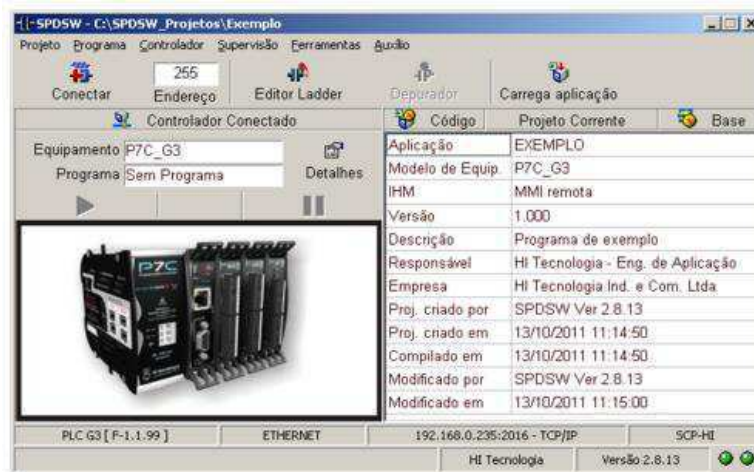 SPDSW - C:\SPDSW_Projetos\Exemplo
Projeto Programa Controlador Supervisão Ferramentas Auxílio
Conectar
255
Endereço
Editor Ladder
Depurador
Carrega aplicação
Controlador Conectado
Código Projeto Corrente Base
Equipamento P7C_G3
Programa Sem Programa
Detalhes
P7C
Aplicação EXEMPLO
Modelo de Equip. P7C_G3
IHM MMI remota
Versão 1.000
Descrição Programa de exemplo
Responsável HI Tecnologia - Eng. de Aplicação
Empresa HI Tecnologia Ind. e Com. Ltda
Proj. criado por SPDSW Ver 2.8.13
Proj. criado em 13/10/2011 11:14:50
Compilado em 13/10/2011 11:14:50
Modificado por SPDSW Ver 2.8.13
Modificado em 13/10/2011 11:15:00
PLC G3 [ F-1.1.99 ] ETHERNET 192.168.0.235:2016 - TCP/IP SCP-HI
HI Tecnologia Versão 2.8.13